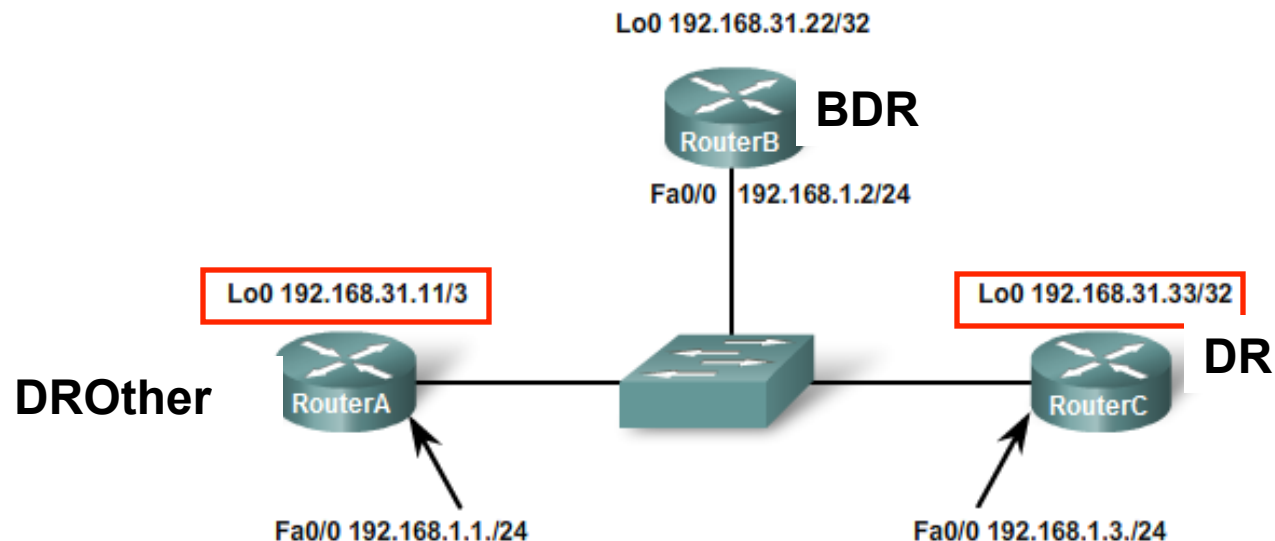 Lo0 192.168.31.22/32
BDR
RouterB
Fa0/0 192.168.1.2/24
Lo0 192.168.31.11/3
Lo0 192.168.31.33/32
DR
DROther
RouterA
RouterC
Fa0/0 192.168.1.1./24
Fa0/0 192.168.1.3./24